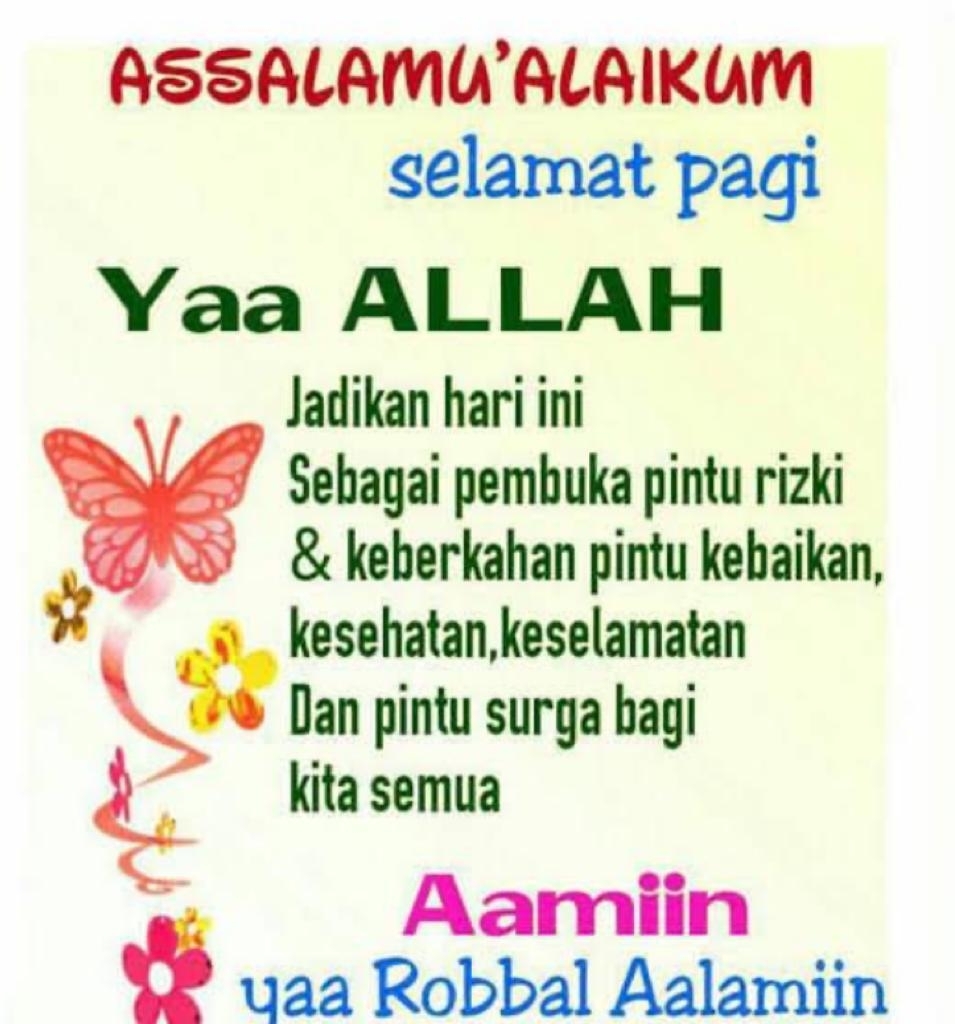 ASSALAMU'ALAIKUM
selamat pagi
Yaa ALLAH
Jadikan hari ini
Sebagai pembuka pintu rizki
& keberkahan pintu kebaikan,
kesehatan,keselamatan
Dan pintu surga bagi
kita semua
Aamiin
yaa Robbal Aalamiin